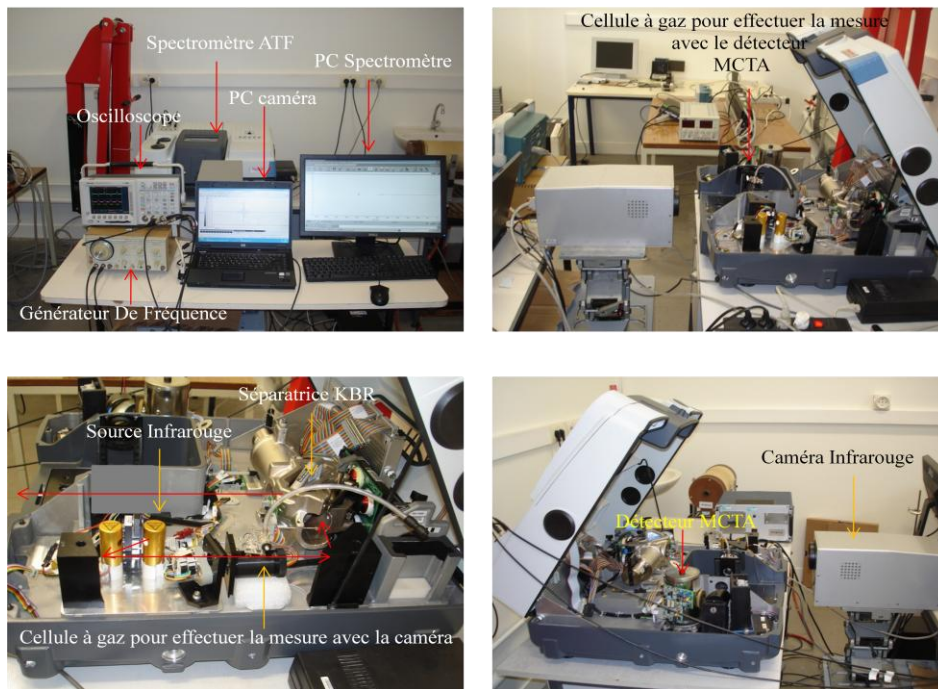 Spectromètre ATF
PC Spectromètre
PC caméra
Oscilloscope
Générateur De Fréquence
Cellule à gaz pour effectuer la mesure
avec le détecteur
MCTA
Séparatrice KBR
Source Infrarouge
Cellule à gaz pour effectuer la mesure avec la caméra
Caméra Infrarouge
Détecteur MCTA